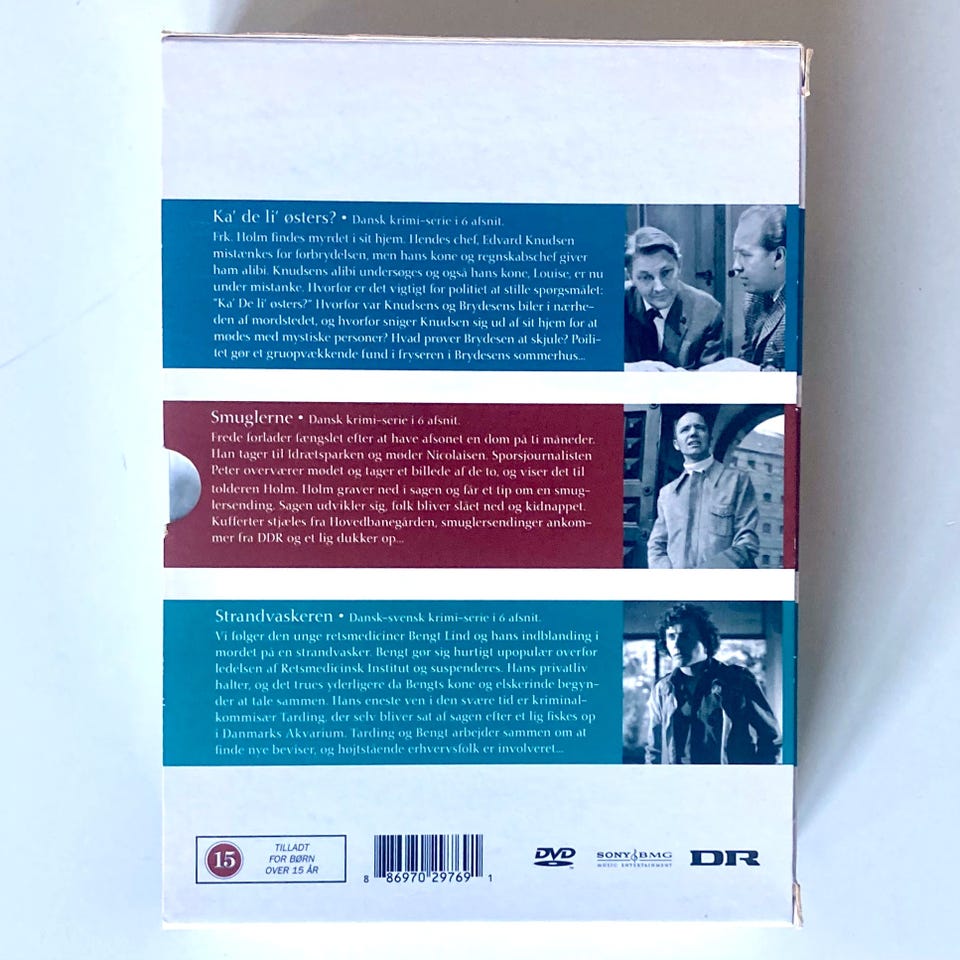 Ka' de li' østers? • Dansk krimi-serie i 6 afsnit.
Frk. Holm findes myrdet i sit hjem. Hendes chef, Edvard Knudsen
mistænkes for forbrydelsen, men hans kone og regnskabschef giver
ham alibi. Knudsens alibi undersøges og også hans kone, Louise, er nu
under mistanke. Hvorfor er det vigtigt for politiet at stille spørgsmålet:
"Ka' De li' østers?" Hvorfor var Knudsens og Brydesens biler i nærhe-
den af mordstedet, og hvorfor sniger Knudsen sig ud af sit hjem for at
mødes med mystiske personer? Hvad prøver Brydesen at skjule? Poili-
tet gør et gruopvækkende fund i fryseren i Brydesens sommerhus...
Smuglerne • Dansk krimi-serie i 6 afsnit.
Frede forlader fængslet efter at have afsonet en dom på ti måneder.
Han tager til Idrætsparken og møder Nicolaisen. Sporsjournalisten
Peter overværer mødet og tager et billede af de to, og viser det til
tolderen Holm. Holm graver ned i sagen og får et tip om en smug-
lersending. Sagen udvikler sig, folk bliver slået ned og kidnappet.
Kufferter stjæles fra Hovedbanegården, smuglersendinger ankom-
mer fra DDR og et lig dukker op...
Strandvaskeren • Dansk-svensk krimi-serie i 6 afsnit.
Vi følger den unge retsmediciner Bengt Lind og hans indblanding i
mordet på en strandvasker. Bengt gør sig hurtigt upopulær overfor
ledelsen af Retsmedicinsk Institut og suspenderes. Hans privatliv
halter, og det trues yderligere da Bengts kone og elskerinde begyn-
der at tale sammen. Hans eneste ven i den svære tid er kriminal-
kommisær Tarding, der selv bliver sat af sagen efter et lig fiskes op
i Danmarks Akvarium. Tarding og Bengt arbejder sammen om at
finde nye beviser, og højtstående erhvervsfolk er involveret...
15
TILLADT
FOR BØRN
OVER 15 ÅR
8 86970 29769 1
DVD
SONY BMG
MUSIC ENTERTAINMENT
DR